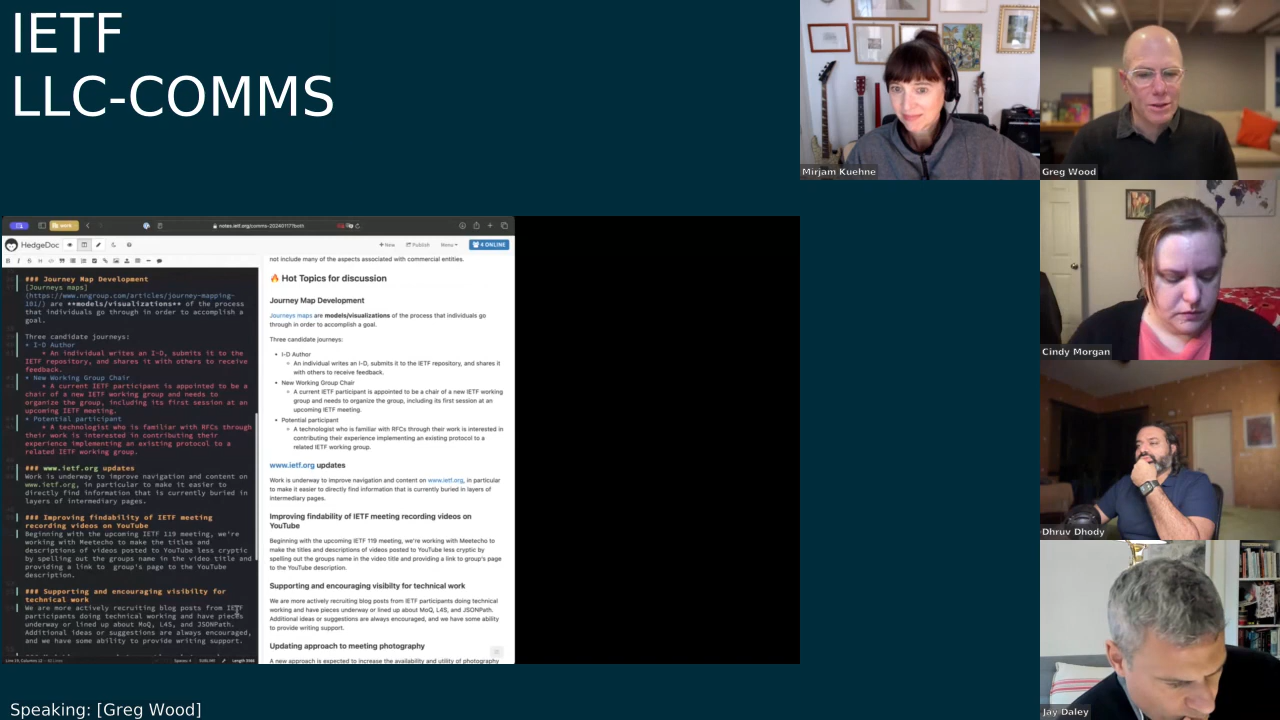 IETF
LLC-COMMS
Mirjam Kuehne
Greg Wood
Cindy Morgan
Dhruv Dhody
Jay Daley
work
notes.ietf.org/comms-20240117?both
HedgeDoc
New
Publish
Menu
4 ONLINE
### Journey Map Development
[Journeys maps]
(https://www.nngroup.com/articles/journey-mapping-
101/) are **models/visualizations** of the process
that individuals go through in order to accomplish a
goal.
Three candidate journeys:
* I-D Author
* An individual writes an I-D, submits it to the
IETF repository, and shares it with others to receive
feedback.
* New Working Group Chair
* A current IETF participant is appointed to be a
chair of a new IETF working group and needs to
organize the group, including its first session at an
upcoming IETF meeting.
* Potential participant
* A technologist who is familiar with RFCs through
their work is interested in contributing their
experience implementing an existing protocol to a
related IETF working group.
### www.ietf.org updates
Work is underway to improve navigation and content on
www.ietf.org, in particular to make it easier to
directly find information that is currently buried in
layers of intermediary pages.
### Improving findability of IETF meeting
recording videos on YouTube
Beginning with the upcoming IETF 119 meeting, we're
working with Meetecho to make the titles and
descriptions of videos posted to YouTube less cryptic
by spelling out the groups name in the video title and
providing a link to group's page to the YouTube
description.
### Supporting and encouraging visibilty for
technical work
We are more actively recruiting blog posts from IETF
participants doing technical working and have pieces
underway or lined up about MoQ, L4S, and JSONPath.
Additional ideas or suggestions are always encouraged,
and we have some ability to provide writing support.
not include many of the aspects associated with commercial entities.
🔥 Hot Topics for discussion
Journey Map Development
Journeys maps are models/visualizations of the process that individuals go
through in order to accomplish a goal.
Three candidate journeys:
• I-D Author
An individual writes an I-D, submits it to the IETF repository, and shares it
with others to receive feedback.
• New Working Group Chair
A current IETF participant is appointed to be a chair of a new IETF working
group and needs to organize the group, including its first session at an
upcoming IETF meeting.
• Potential participant
A technologist who is familiar with RFCs through their work is interested in
contributing their experience implementing an existing protocol to a
related IETF working group.
www.ietf.org updates
Work is underway to improve navigation and content on www.ietf.org, in particular
to make it easier to directly find information that is currently buried in layers of
intermediary pages.
Improving findability of IETF meeting recording videos on
YouTube
Beginning with the upcoming IETF 119 meeting, we're working with Meetecho to
make the titles and descriptions of videos posted to YouTube less cryptic by
spelling out the groups name in the video title and providing a link to group's page
to the YouTube description.
Supporting and encouraging visibilty for technical work
We are more actively recruiting blog posts from IETF participants doing technical
working and have pieces underway or lined up about MoQ, L4S, and JSONPath.
Additional ideas or suggestions are always encouraged, and we have some ability
to provide writing support.
Updating approach to meeting photography
A new approach is expected to increase the availability and utility of photography
Speaking: [Greg Wood]